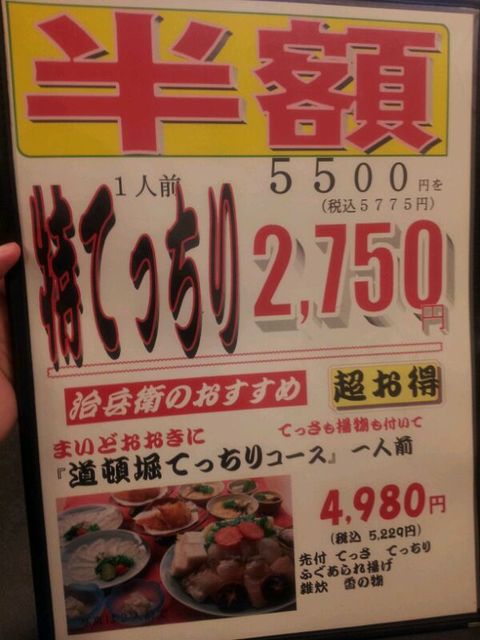 半額
1人前
5500円を
(税込5775円)
特てっちり
2,750円
治兵衛のおすすめ
超お得
まいどおおきに
てっさも揚物も付いて
『道頓堀てっちりコース』一人前
4,980円
(税込 5,229円)
先付 てっさ てっちり
ふぐあられ揚げ
雑炊 香の物